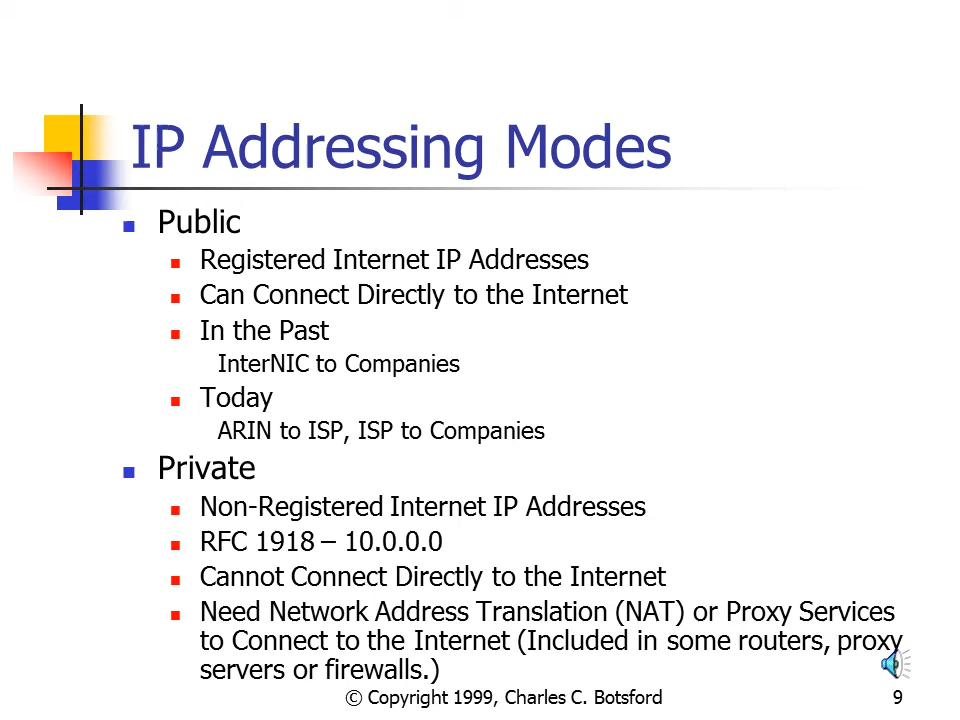 IP Addressing Modes
Public
Registered Internet IP Addresses
Can Connect Directly to the Internet
In the Past
InterNIC to Companies
Today
ARIN to ISP, ISP to Companies
Private
Non-Registered Internet IP Addresses
RFC 1918 – 10.0.0.0
Cannot Connect Directly to the Internet
Need Network Address Translation (NAT) or Proxy Services
to Connect to the Internet (Included in some routers, proxy
servers or firewalls.)
© Copyright 1999, Charles C. Botsford
9